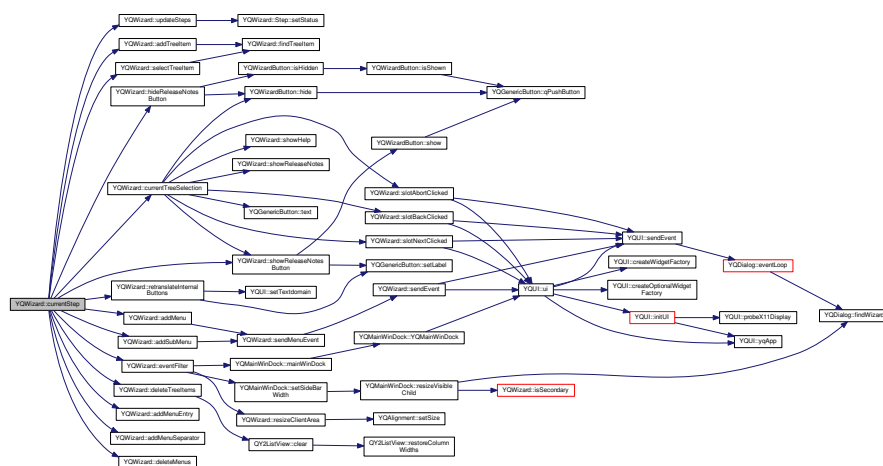 YQWizard::updateSteps
YQWizard::Step::setStatus
YQWizard::addTreeItem
YQWizard::findTreeItem
YQWizard::selectTreeItem
YQWizardButton::isHidden
YQWizardButton::isShown
YQWizard::hideReleaseNotes
Button
YQWizardButton::hide
YQGenericButton::qPushButton
YQWizardButton::show
YQWizard::showHelp
YQWizard::showReleaseNotes
YQWizard::currentTreeSelection
YQWizard::slotAbortClicked
YQGenericButton::text
YQWizard::slotBackClicked
YQWizard::slotNextClicked
YQUI::sendEvent
YQWizard::showReleaseNotes
Button
YQGenericButton::setLabel
YQUI::createWidgetFactory
YQDialog::eventLoop
YQWizard::retranslateInternal
Buttons
YQUI::setTextdomain
YQWizard::sendEvent
YQUI::ui
YQUI::createOptionalWidget
Factory
YQWizard::currentStep
YQWizard::addMenu
YQUI::initUI
YQUI::probeX11Display
YQDialog::findWizard
YQWizard::addSubMenu
YQWizard::sendMenuEvent
YQMainWinDock::YQMainWinDock
YQUI::yqApp
YQWizard::eventFilter
YQMainWinDock::mainWinDock
YQWizard::deleteTreeItems
YQMainWinDock::setSideBar
Width
YQMainWinDock::resizeVisible
Child
YQWizard::isSecondary
YQWizard::addMenuEntry
YQWizard::resizeClientArea
YQAlignment::setSize
YQWizard::addMenuSeparator
QY2ListView::clear
QY2ListView::restoreColumn
Widths
YQWizard::deleteMenus